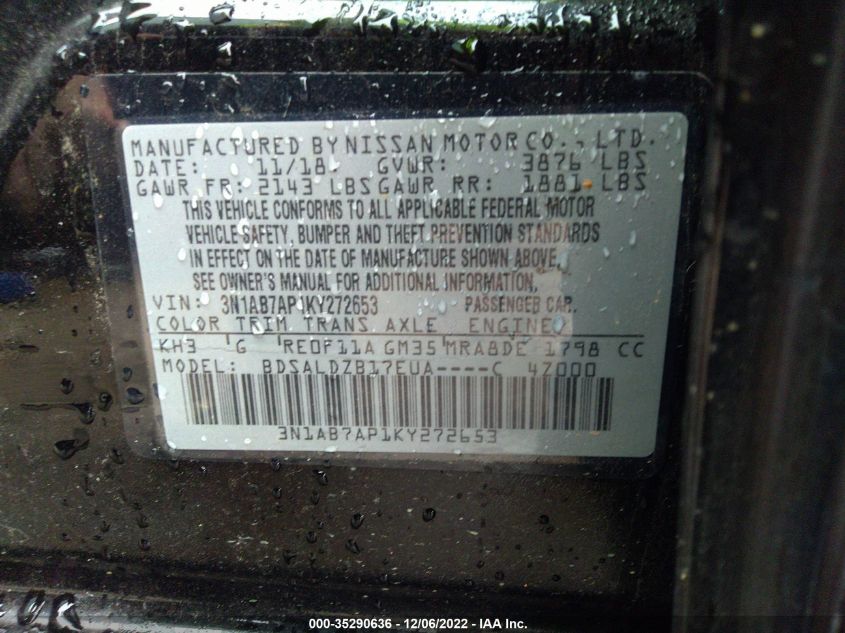 MANUFACTURED BY NISSAN MOTOR CO., LTD.
DATE: 11/18 GVWR: 3876 LBS
GAWR FR: 2143 LBS GAWR RR: 1881 LBS
THIS VEHICLE CONFORMS TO ALL APPLICABLE FEDERAL MOTOR
VEHICLE SAFETY, BUMPER AND THEFT PREVENTION STANDARDS
IN EFFECT ON THE DATE OF MANUFACTURE SHOWN ABOVE.
SEE OWNER'S MANUAL FOR ADDITIONAL INFORMATION,
VIN: 3N1AB7AP1KY272653 PASSENGER CAR.
COLOR TRIM TRANS AXLE ENGINE
KH3 G RE0F11A GM35 MRA8DE 1798 CC
MODEL: BDSALDZB17EUA----C 4Z000
3N1AB7AP1KY272653
000-35290636 - 12/06/2022 - IAA Inc.